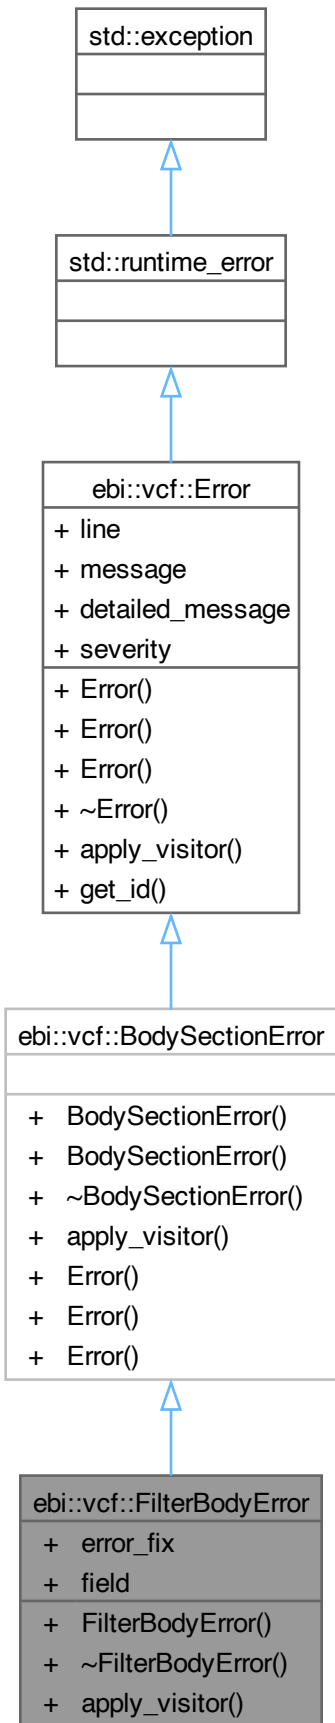 std::exception
std::runtime_error
ebi::vcf::Error
+ line
+ message
+ detailed_message
+ severity
+ Error()
+ Error()
+ Error()
+ ~Error()
+ apply_visitor()
+ get_id()
ebi::vcf::BodySectionError
+ BodySectionError()
+ BodySectionError()
+ ~BodySectionError()
+ apply_visitor()
+ Error()
+ Error()
+ Error()
ebi::vcf::FilterBodyError
+ error_fix
+ field
+ FilterBodyError()
+ ~FilterBodyError()
+ apply_visitor()